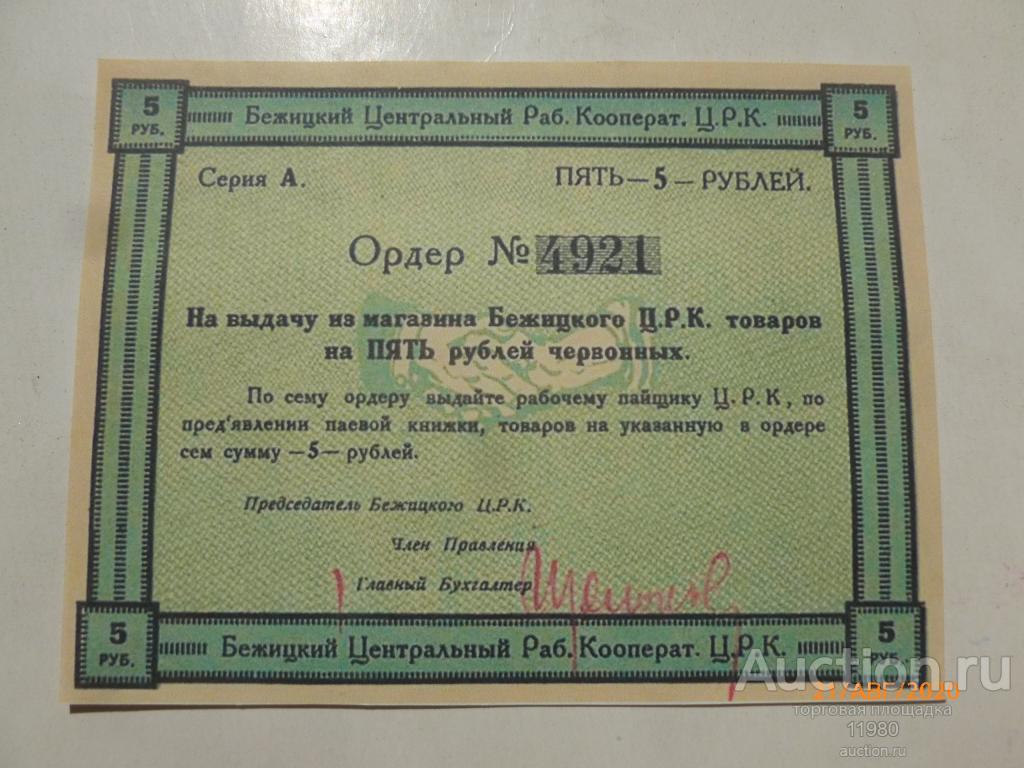 5 РУБ.
Бежицкий Центральный Раб. Кооперат. Ц.Р.К.
5 РУБ.
Серия А.
ПЯТЬ — 5 — РУБЛЕЙ.
Ордер № 4921
На выдачу из магазина Бежицкого Ц.Р.К. товаров
на ПЯТЬ рублей червонных.
По сему ордеру выдайте рабочему пайщику Ц. Р. К, по
пред'явлении паевой книжки, товаров на указанную в ордере
сем сумму —5— рублей.
Председатель Бежицкого Ц.Р.К.
Член Правления
Главный Бухгалтер
5 РУБ.
Бежицкий Центральный Раб. Кооперат. Ц.Р.К.
5 РУБ.
Auction.ru
21/АВГ/2020
торговая площадка
11980
auction.ru